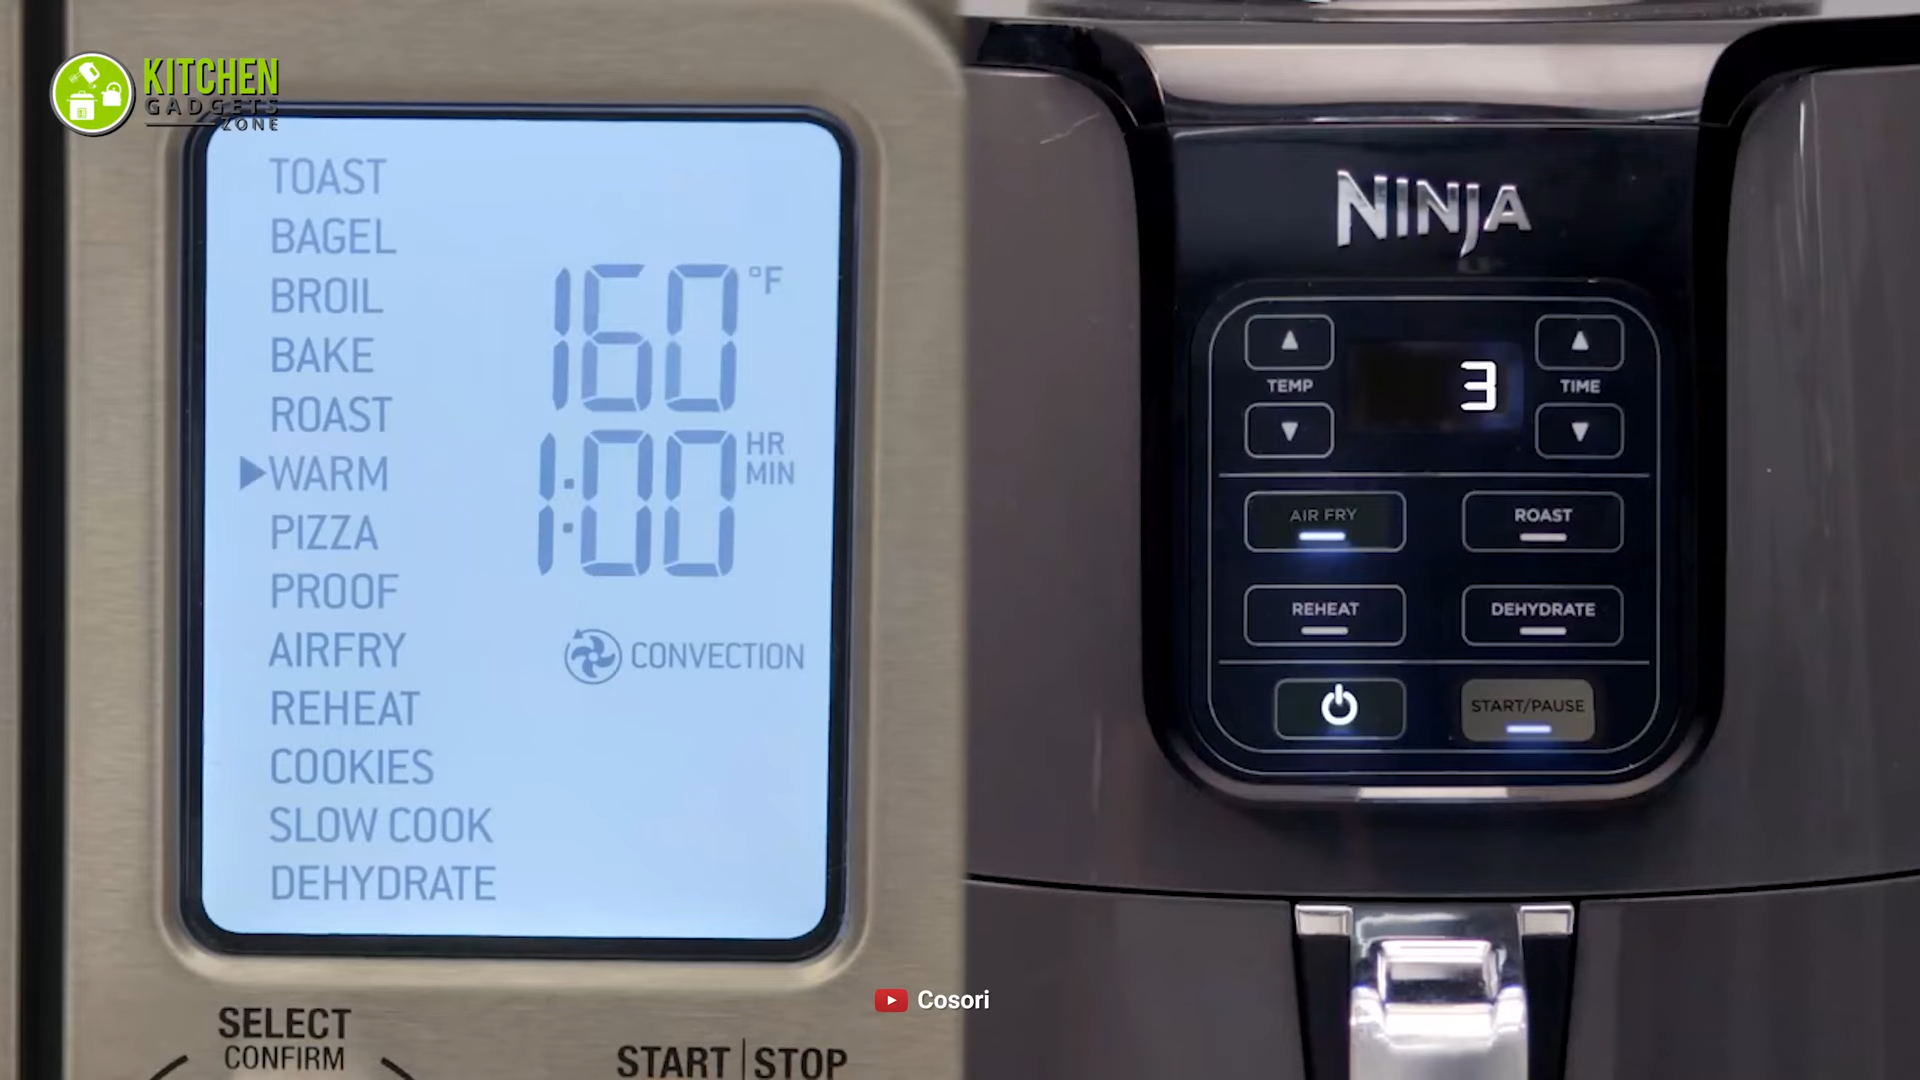 KITCHEN
GADGETS
ZONE
TOAST
BAGEL
BROIL
BAKE
ROAST
WARM
PIZZA
PROOF
AIRFRY
REHEAT
COOKIES
SLOW COOK
DEHYDRATE
160 °F
1:00 HR
MIN
CONVECTION
SELECT
CONFIRM
START | STOP
NINJA
3
TEMP
TIME
AIR FRY
ROAST
REHEAT
DEHYDRATE
START/PAUSE
Cosori